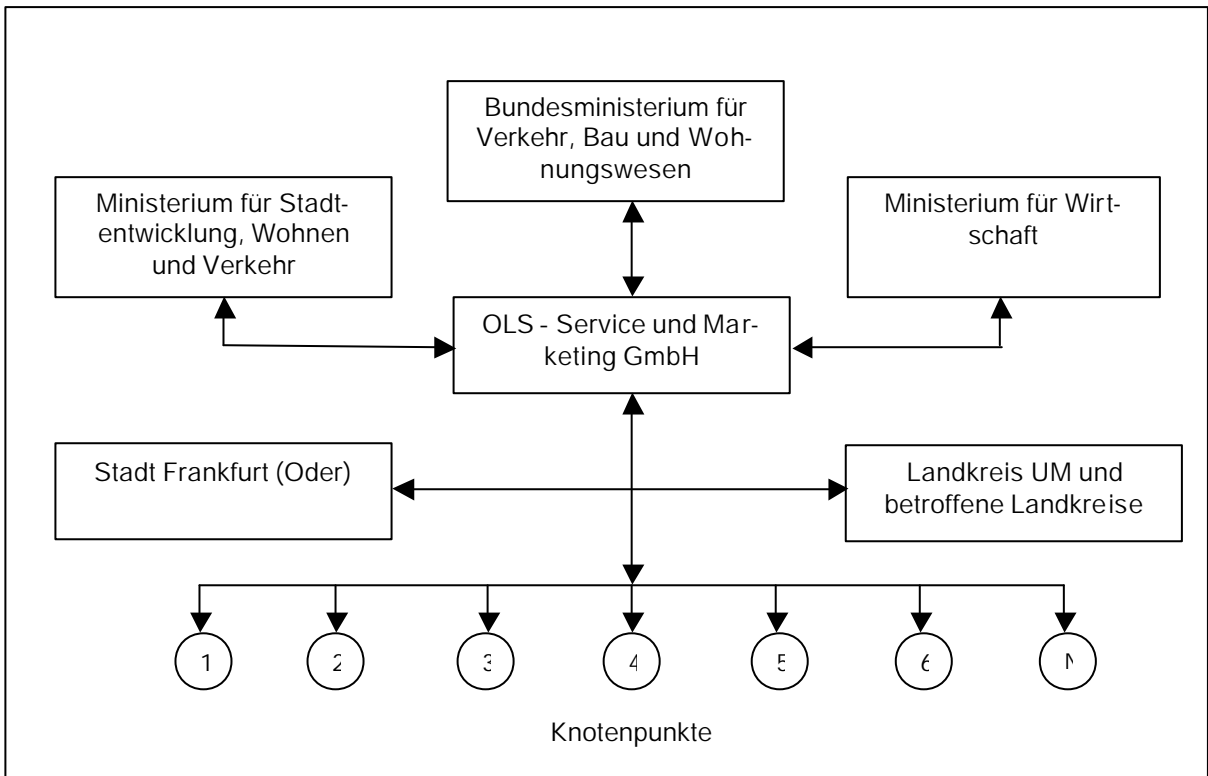 Bundesministerium für
Verkehr, Bau und Woh-
nungswesen
Ministerium für Stadt-
entwicklung, Wohnen
und Verkehr
Ministerium für Wirt-
schaft
OLS - Service und Mar-
keting GmbH
Stadt Frankfurt (Oder)
Landkreis UM und
betroffene Landkreise
1 2 3 4 5 6 N
Knotenpunkte